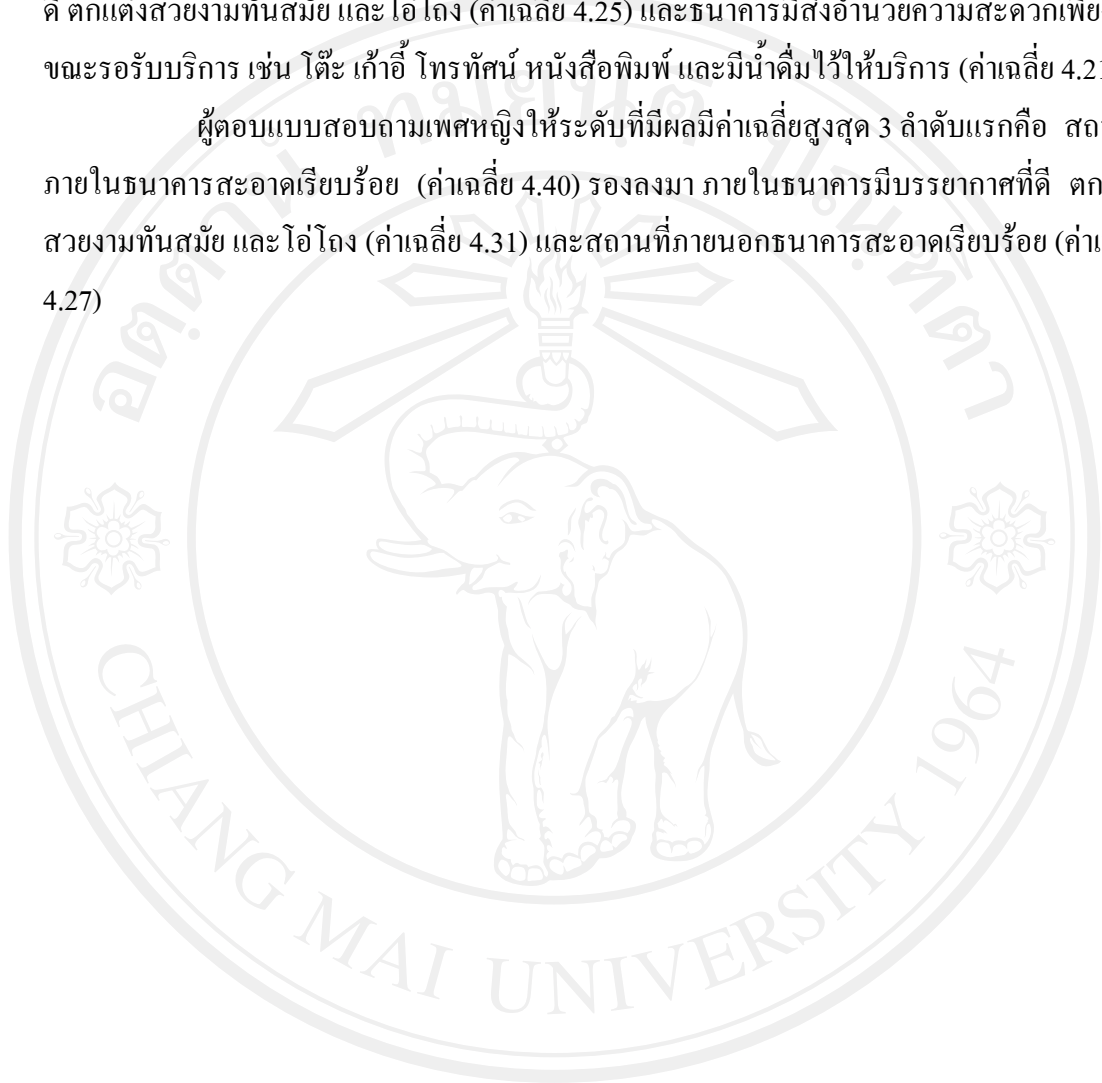 ดี ตกแต่งสวยงามทันสมัย และโอ่โถง (ค่าเฉลี่ย 4.25) และธนาคารมีสิ่งอำนวยความสะดวกเพีย
ขณะรอรับบริการ เช่น โต๊ะ เก้าอี้ โทรทัศน์ หนังสือพิมพ์ และมีน้ำดื่มไว้ให้บริการ (ค่าเฉลี่ย 4.21
ผู้ตอบแบบสอบถามเพศหญิงให้ระดับที่มีผลมีค่าเฉลี่ยสูงสุด 3 ลำดับแรกคือ สถา
ภายในธนาคารสะอาดเรียบร้อย (ค่าเฉลี่ย 4.40) รองลงมา ภายในธนาคารมีบรรยากาศที่ดี ตก
สวยงามทันสมัย และโอ่โถง (ค่าเฉลี่ย 4.31) และสถานที่ภายนอกธนาคารสะอาดเรียบร้อย (ค่าเ
4.27)
อตฺตานํ ทมยนฺติ ปณฺฑิตา
CHIANG MAI UNIVERSITY 1964